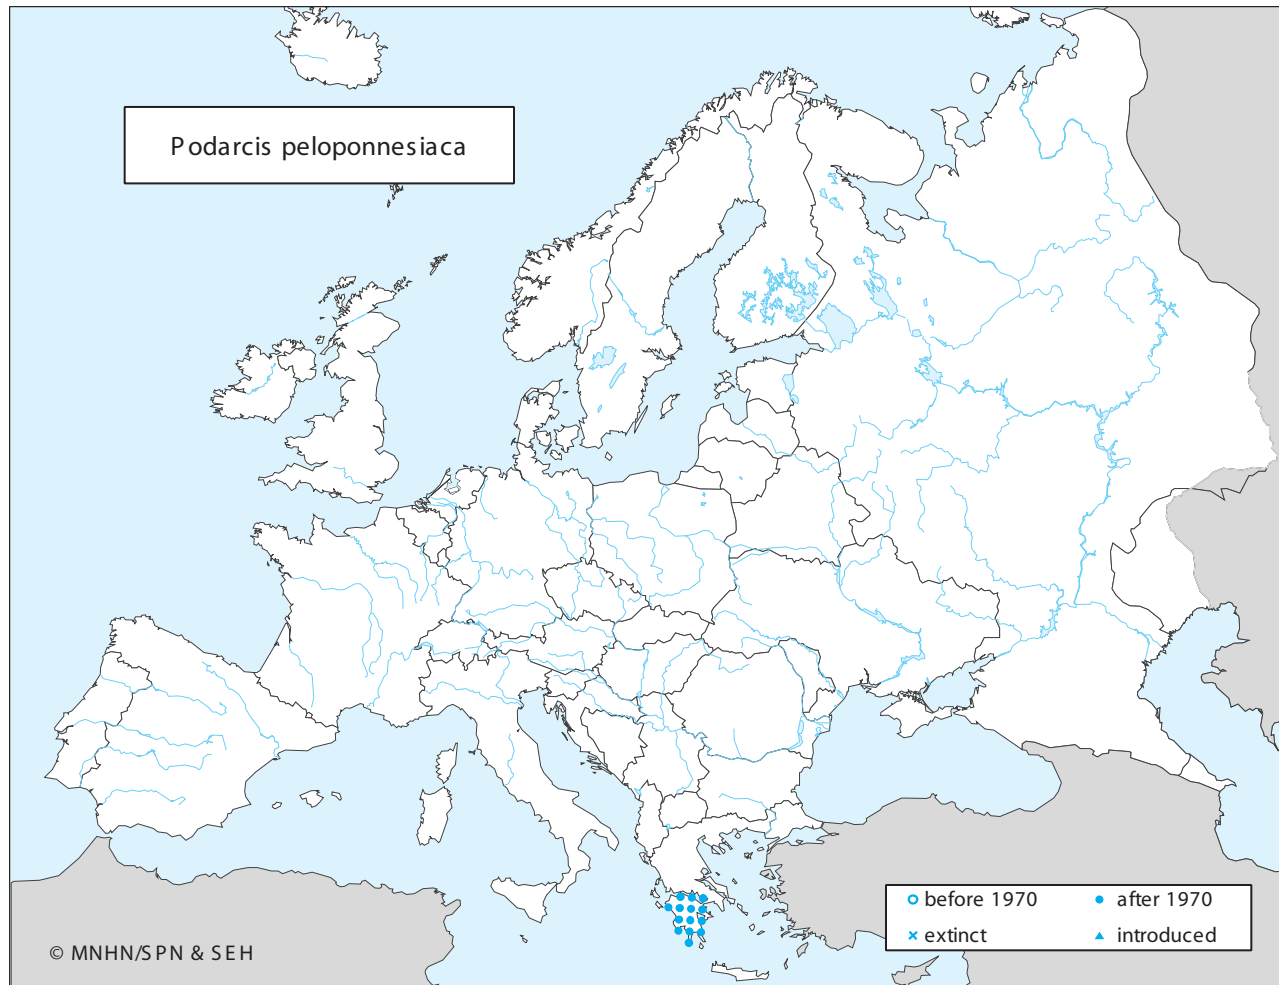 Podarcis peloponnesiaca
before 1970
after 1970
extinct
introduced
© MNHN/SPN & SEH